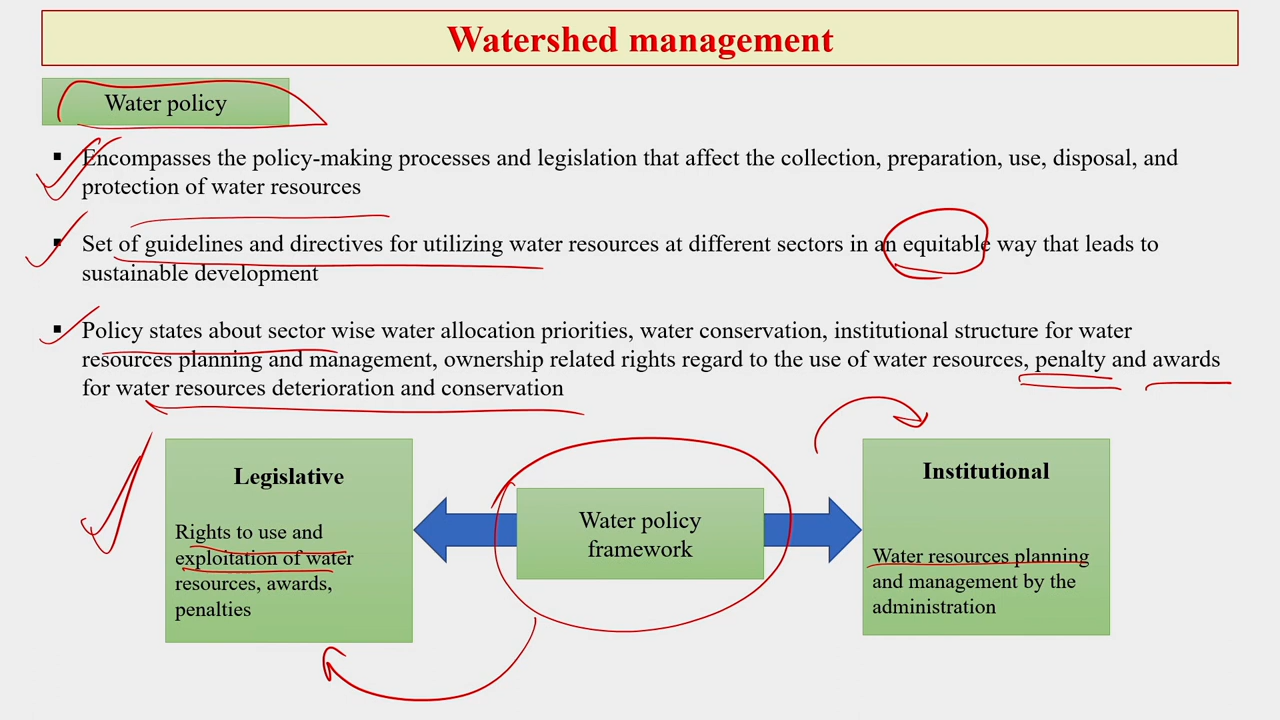 Watershed management
Water policy
▪ Encompasses the policy-making processes and legislation that affect the collection, preparation, use, disposal, and
protection of water resources
▪ Set of guidelines and directives for utilizing water resources at different sectors in an equitable way that leads to
sustainable development
▪ Policy states about sector wise water allocation priorities, water conservation, institutional structure for water
resources planning and management, ownership related rights regard to the use of water resources, penalty and awards
for water resources deterioration and conservation
Legislative
Rights to use and
exploitation of water
resources, awards,
penalties
Water policy
framework
Institutional
Water resources planning
and management by the
administration